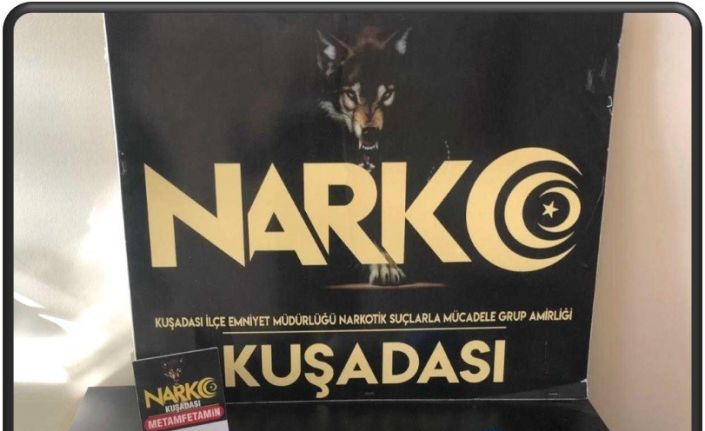 NARKO
KUŞADASI İLÇE EMNİYET MÜDÜRLÜĞÜ NARKOTİK SUÇLARLA MÜCADELE GRUP AMİRLİĞİ
KUŞADASI
NARKO
KUŞADASI
METAMFETAMİN